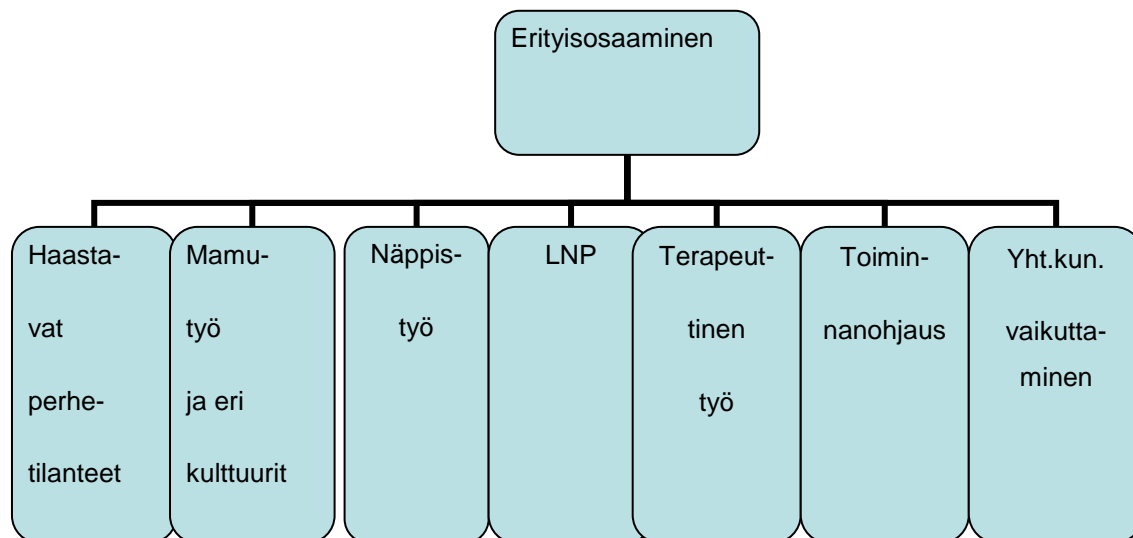 Erityisosaaminen
Haasta-
vat
perhe-
tilanteet
Mamu-
työ
ja eri
kulttuurit
Näppis-
työ
LNP
Terapeut-
tinen
työ
Toimin-
nanohjaus
Yht.kun.
vaikutta-
minen